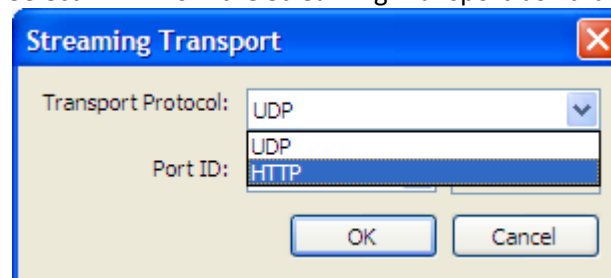 Streaming Transport
Transport Protocol: UDP
UDP
HTTP
Port ID:
OK
Cancel